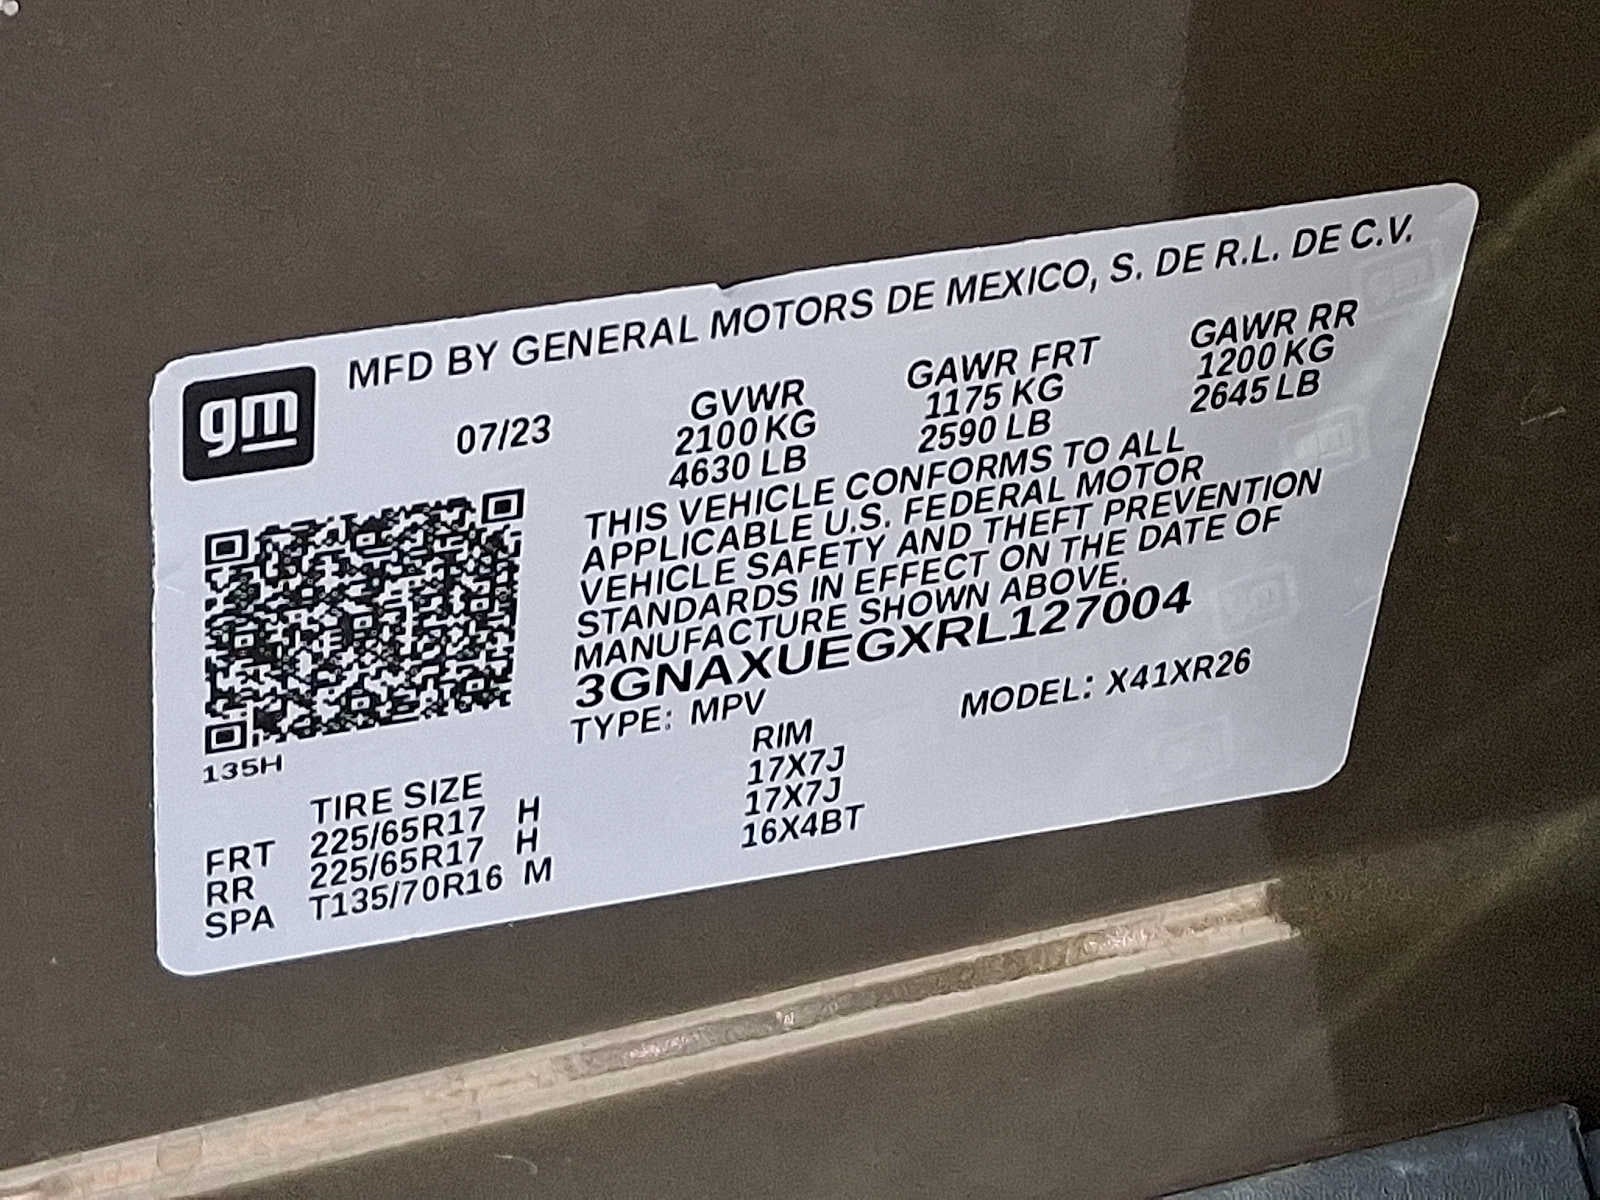 gm MFD BY GENERAL MOTORS DE MEXICO, S. DE R.L. DE C.V.
07/23 GVWR GAWR FRT GAWR RR
2100 KG 1175 KG 1200 KG
4630 LB 2590 LB 2645 LB
THIS VEHICLE CONFORMS TO ALL
APPLICABLE U.S. FEDERAL MOTOR
VEHICLE SAFETY AND THEFT PREVENTION
STANDARDS IN EFFECT ON THE DATE OF
MANUFACTURE SHOWN ABOVE.
3GNAXUEGXRL127004
TYPE: MPV MODEL: X41XR26
135H
TIRE SIZE RIM
FRT 225/65R17 H 17X7J
RR 225/65R17 H 17X7J
SPA T135/70R16 M 16X4BT